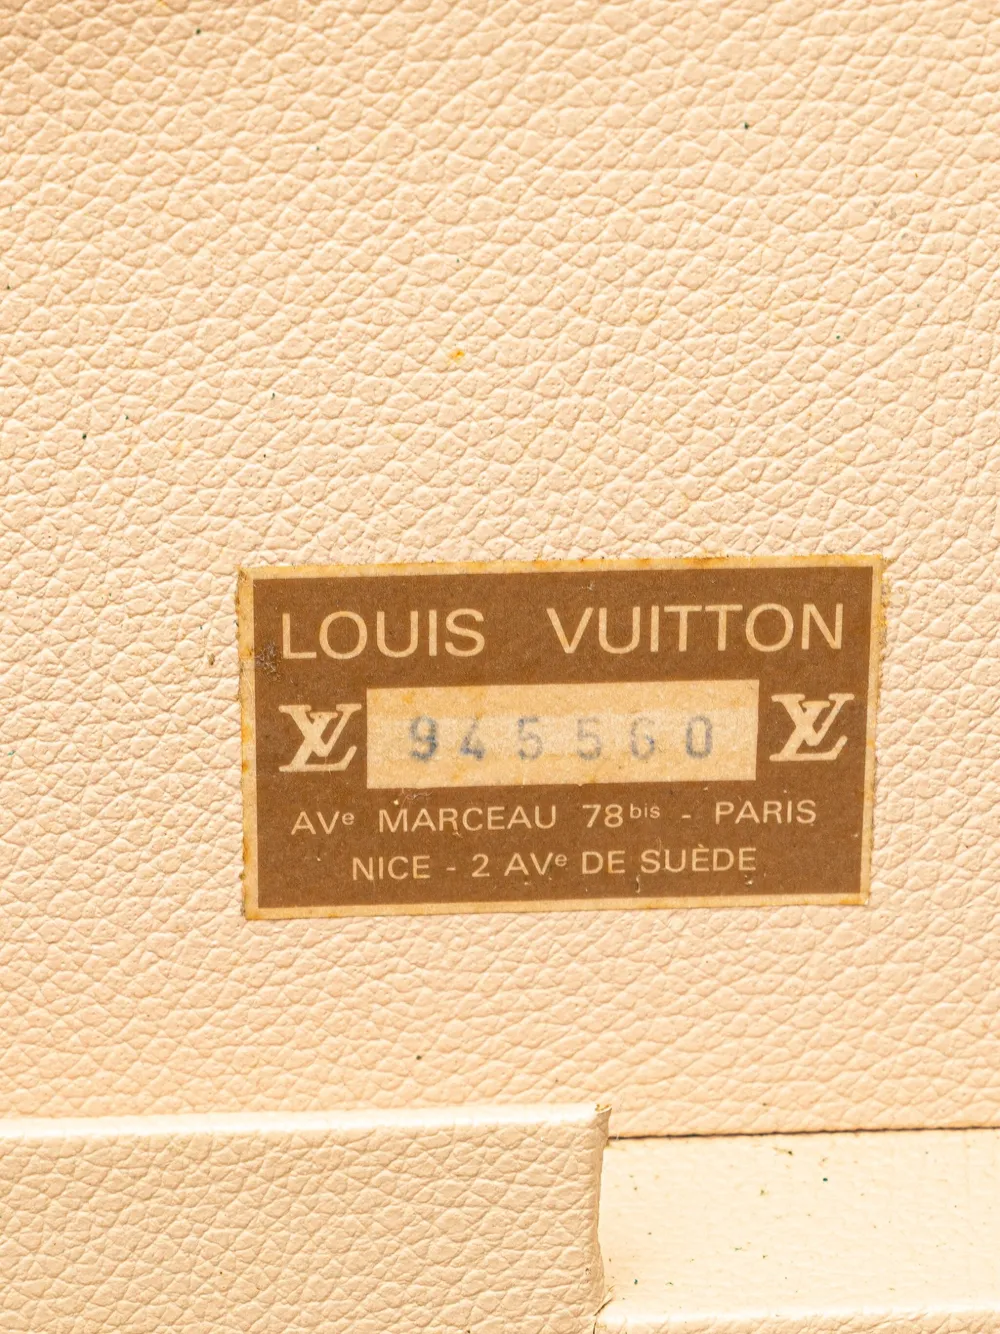 LOUIS VUITTON
LV 945560 LV
AVe MARCEAU 78bis - PARIS
NICE - 2 AVe DE SUÈDE